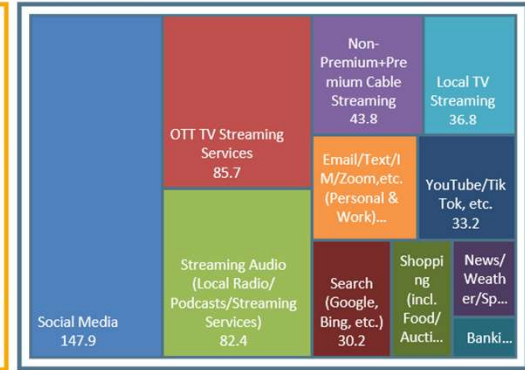 Social Media
147.9
OTT TV Streaming
Services
85.7
Streaming Audio
(Local Radio/
Podcasts/Streaming
Services)
82.4
Non-
Premium+Pre
mium Cable
Streaming
43.8
Local TV
Streaming
36.8
Email/Text/I
M/Zoom,etc.
(Personal &
Work)...
YouTube/Tik
Tok, etc.
33.2
Search
(Google,
Bing, etc.)
30.2
Shoppi
ng
(incl.
Food/
Aucti...
News/
Weath
er/Sp...
Banki...